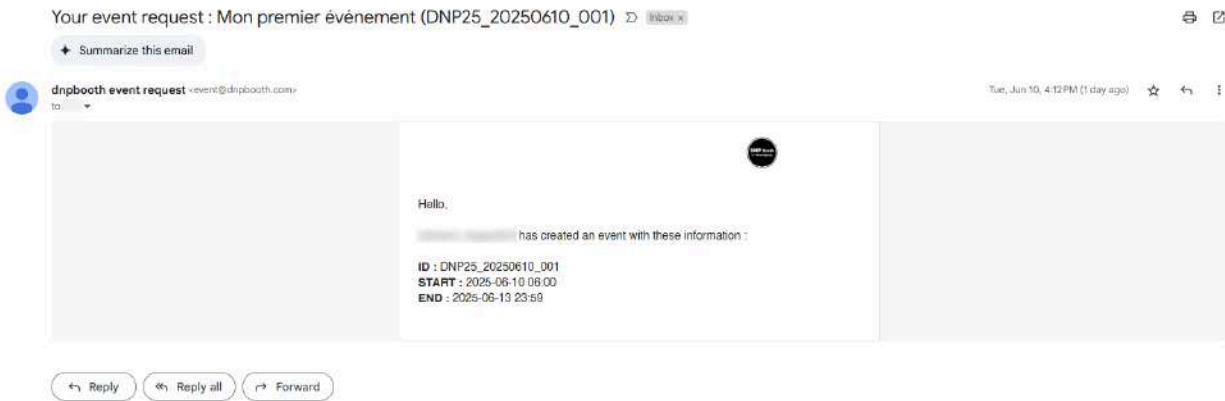 Your event request : Mon premier événement (DNP25_20250610_001) Inbox x
Summarize this email
dnpbooth event request <event@dnpbooth.com>
Tue, Jun 10, 4:12 PM (1 day ago)
to
Hello,
has created an event with these information :
ID : DNP25_20250610_001
START : 2025-06-10 06:00
END : 2025-06-13 23:59
Reply
Reply all
Forward